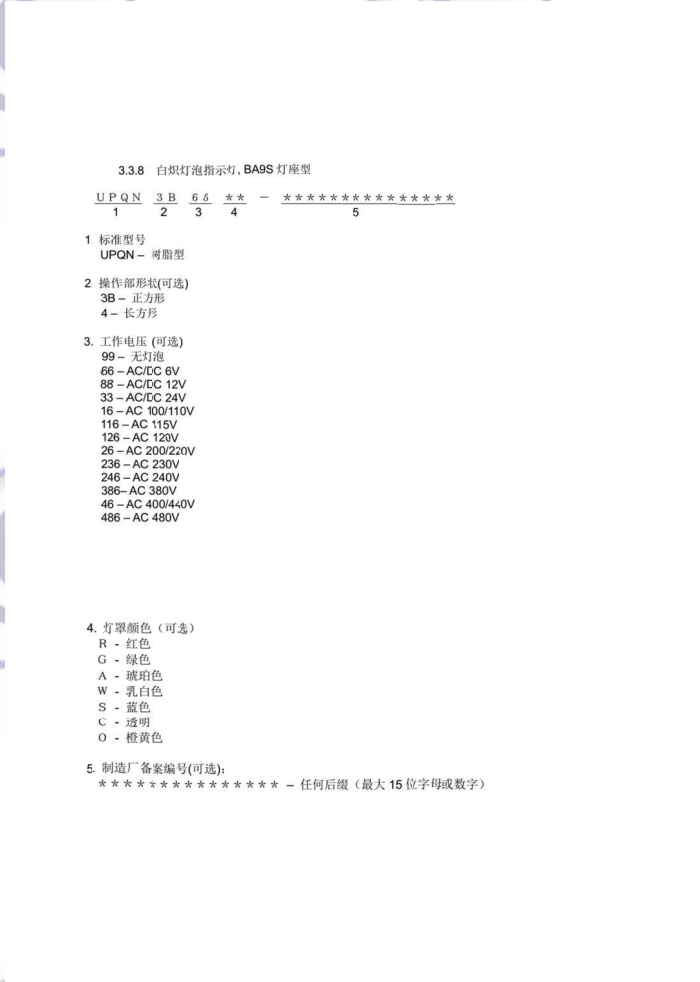 3.3.8 白炽灯泡指示灯, BA9S 灯座型
UPQN 3B 66 ** － ***************
1 2 3 4 5
1. 标准型号
UPQN – 树脂型
2 操作部形状(可选)
3B – 正方形
4 – 长方形
3. 工作电压 (可选)
99 – 无灯泡
66 – AC/DC 6V
88 – AC/DC 12V
33 – AC/DC 24V
16 – AC 100/110V
116 – AC 115V
126 – AC 120V
26 – AC 200/220V
236 – AC 230V
246 – AC 240V
386– AC 380V
46 – AC 400/440V
486 – AC 480V
4. 灯罩颜色（可选）
R - 红色
G - 绿色
A - 琥珀色
W - 乳白色
S - 蓝色
C - 透明
O - 橙黄色
5. 制造厂备案编号(可选):
*************** – 任何后缀（最大 15 位字母或数字）